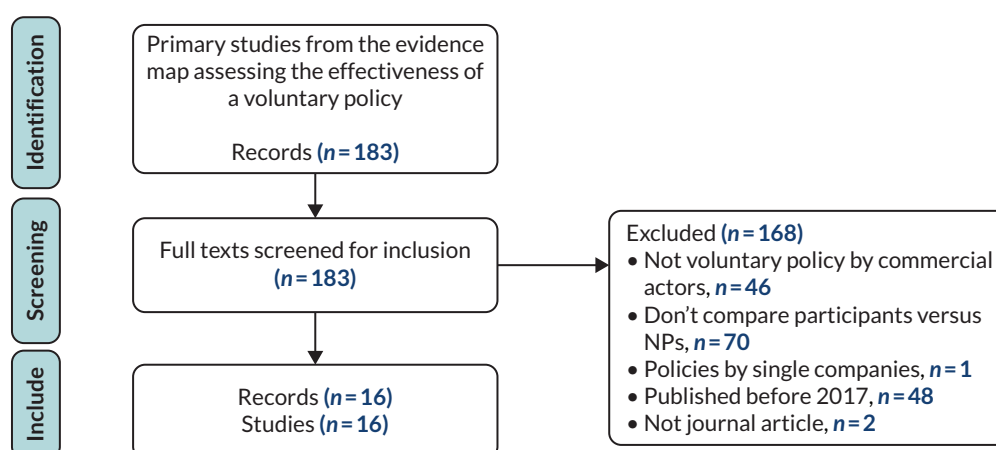 Identification
Primary studies from the evidence
map assessing the effectiveness of
a voluntary policy
Records (n=183)
Screening
Full texts screened for inclusion
(n=183)
Excluded (n=168)
• Not voluntary policy by commercial
actors, n=46
• Don't compare participants versus
NPs, n=70
• Policies by single companies, n=1
• Published before 2017, n=48
• Not journal article, n=2
Include
Records (n=16)
Studies (n=16)